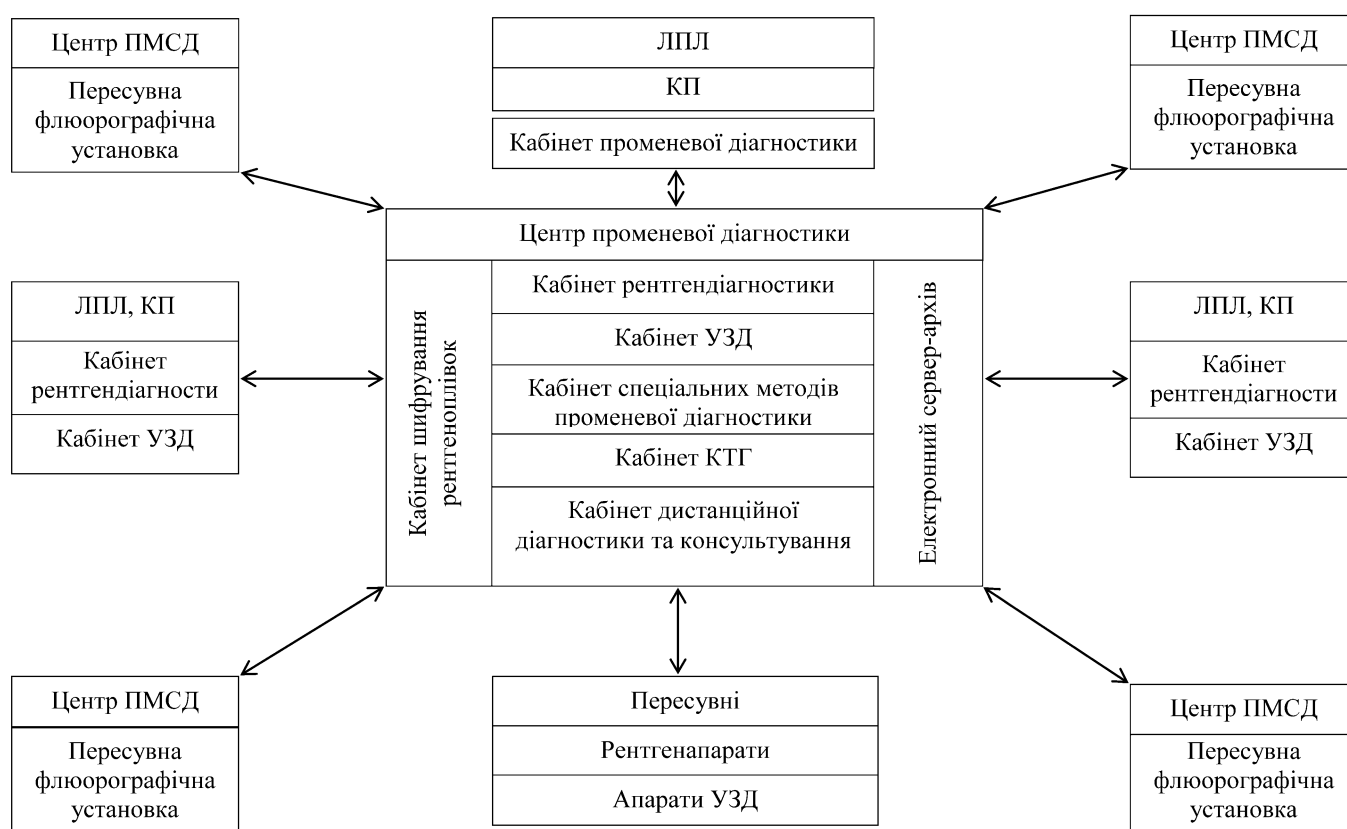 Центр ПМСД
Пересувна
флюорографічна
установка
ЛПЛ
КП
Кабінет променевої діагностики
Центр ПМСД
Пересувна
флюорографічна
установка
Центр променевої діагностики
ЛПЛ, КП
Кабінет
рентгендіагности
Кабінет УЗД
Кабінет шифрування
рентгеноплівок
Кабінет рентгендіагностики
Кабінет УЗД
Кабінет спеціальних методів
променевої діагностики
Кабінет КТГ
Кабінет дистанційної
діагностики та консультування
Електронний сервер-архів
ЛПЛ, КП
Кабінет
рентгендіагности
Кабінет УЗД
Центр ПМСД
Пересувна
флюорографічна
установка
Пересувні
Рентгенапарати
Апарати УЗД
Центр ПМСД
Пересувна
флюорографічна
установка